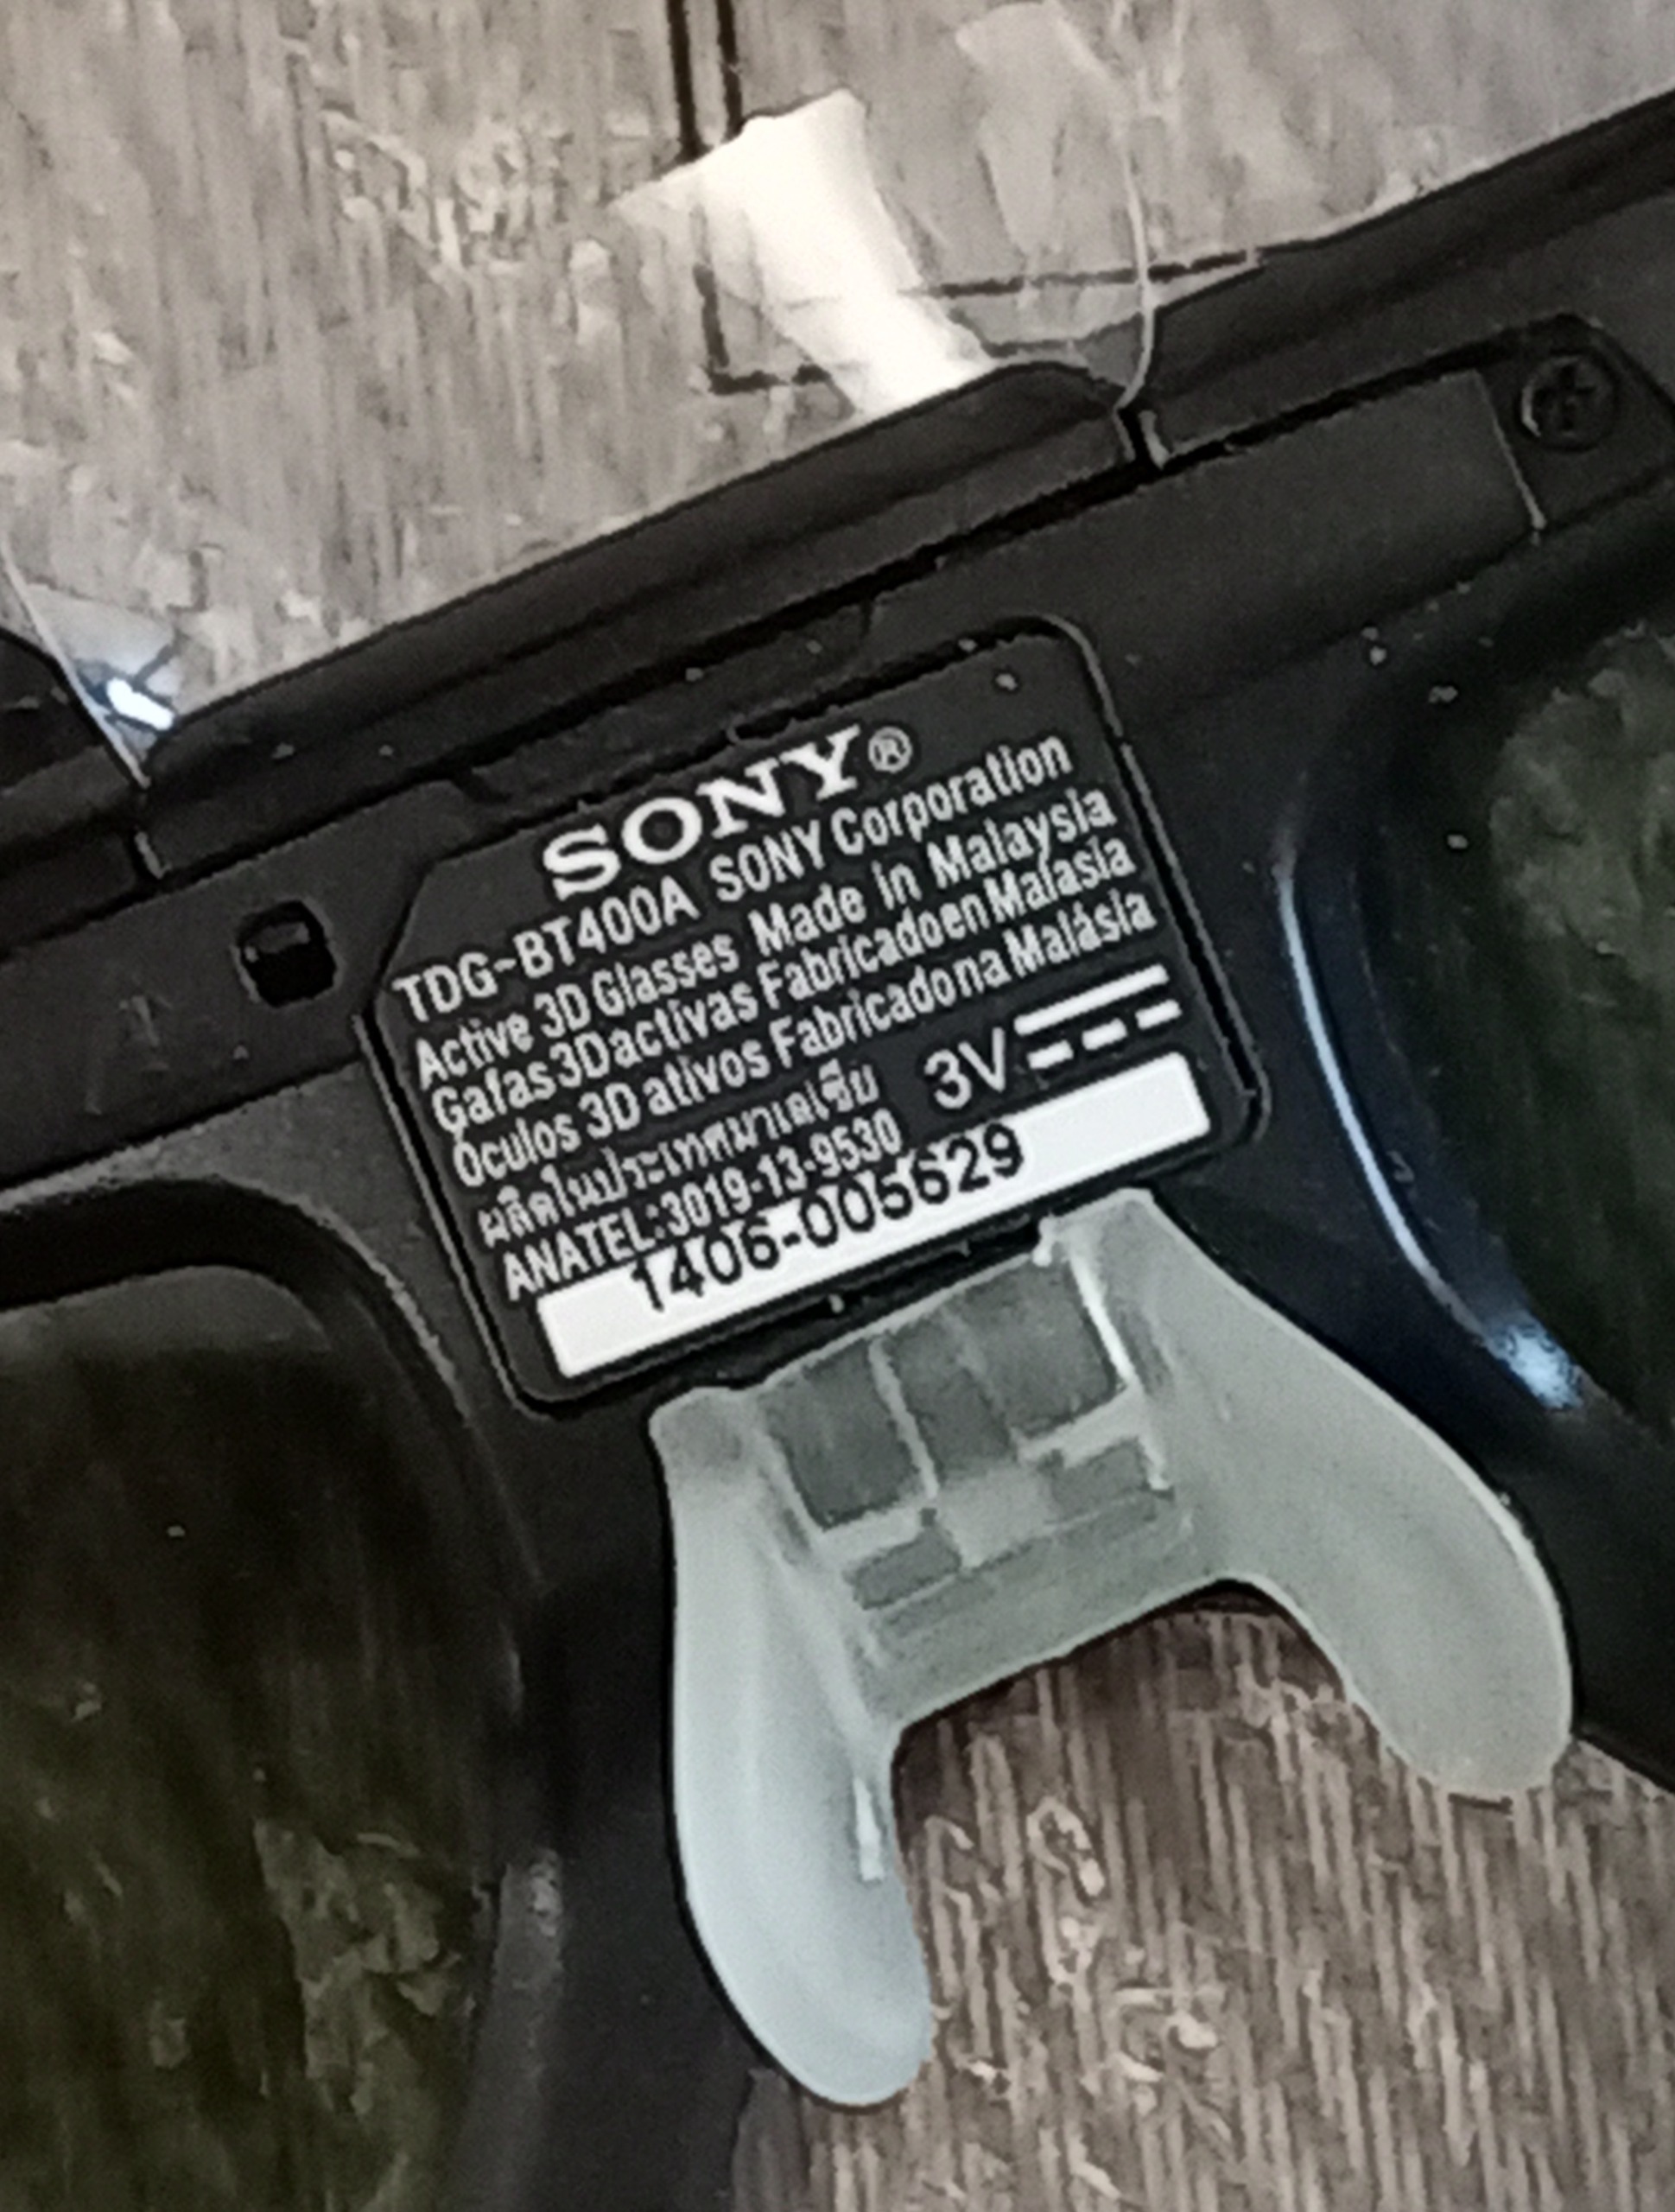 SONY®
TDG-BT400A SONY Corporation
Active 3D Glasses Made in Malaysia
Gafas 3D activas Fabricado en Malasia
Óculos 3D ativos Fabricado na Malásia
ผลิตในประเทศมาเลเซีย 3V
ANATEL:3019-13-9530
1406-005629